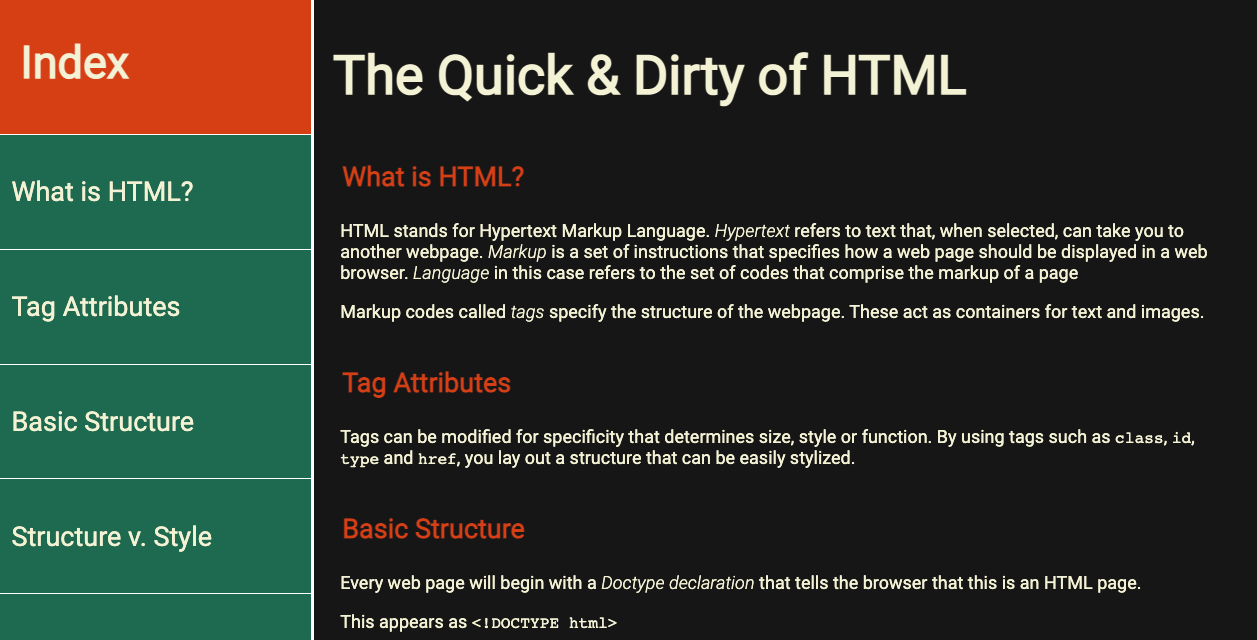 Index
What is HTML?
Tag Attributes
Basic Structure
Structure v. Style
The Quick & Dirty of HTML
What is HTML?
HTML stands for Hypertext Markup Language. Hypertext refers to text that, when selected, can take you to
another webpage. Markup is a set of instructions that specifies how a web page should be displayed in a web
browser. Language in this case refers to the set of codes that comprise the markup of a page
Markup codes called tags specify the structure of the webpage. These act as containers for text and images.
Tag Attributes
Tags can be modified for specificity that determines size, style or function. By using tags such as class, id,
type and href, you lay out a structure that can be easily stylized.
Basic Structure
Every web page will begin with a Doctype declaration that tells the browser that this is an HTML page.
This appears as <!DOCTYPE html>